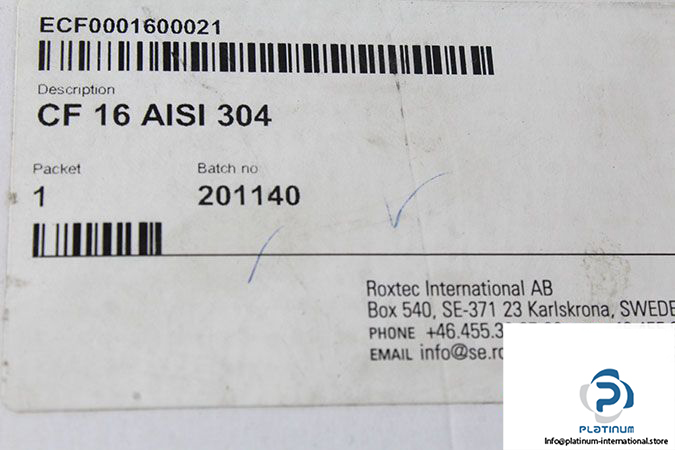 ECF0001600021
Description
CF 16 AISI 304
Packet
Batch no
1
201140
Roxtec International AB
Box 540, SE-371 23 Karlskrona, SWEDE
PHONE +46.455.3
EMAIL info@se.ro
PLATINUM
Info@platinum-international.store